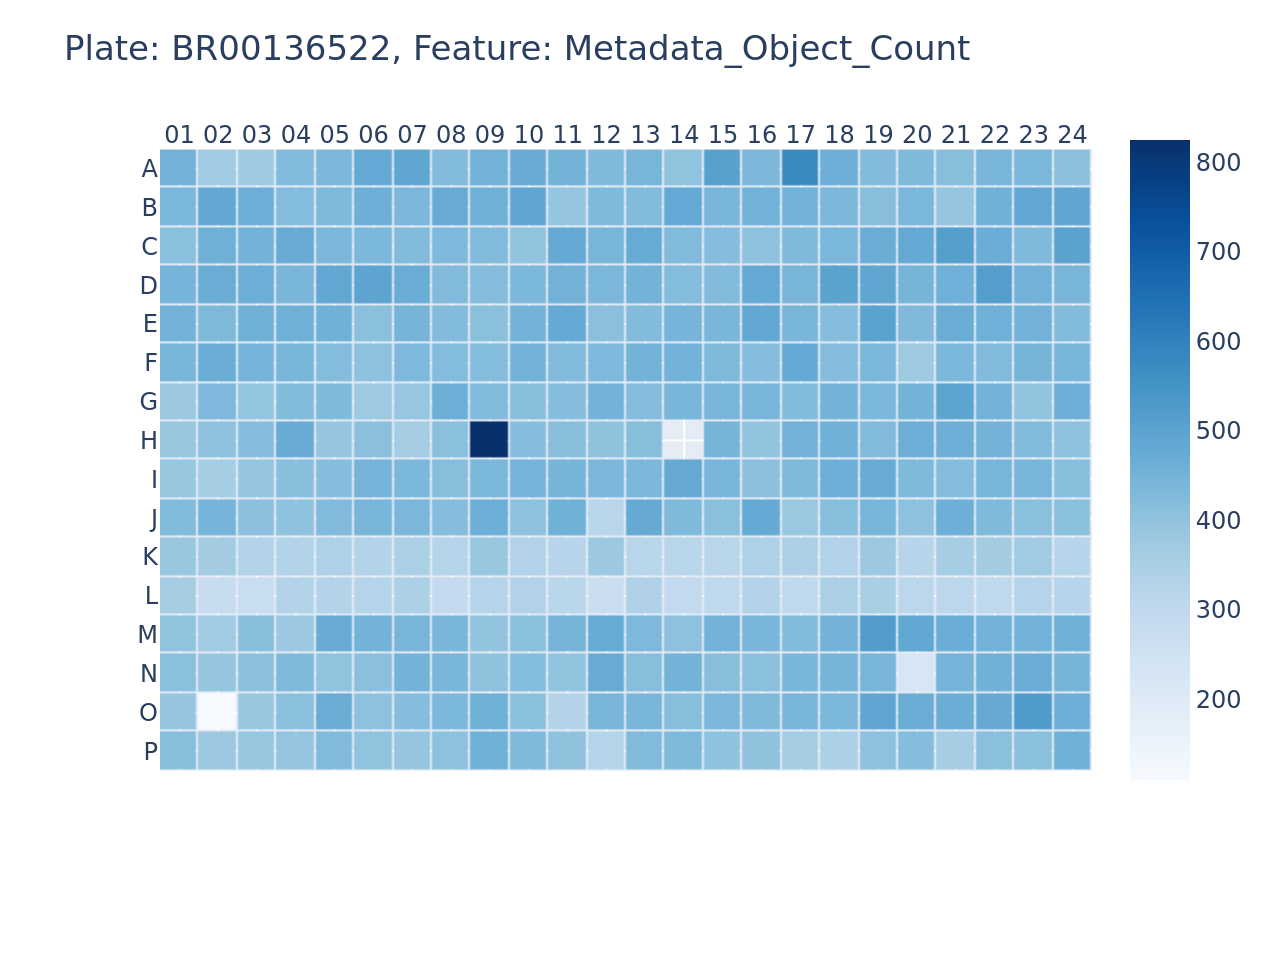 Plate: BR00136522, Feature: Metadata_Object_Count
01 02 03 04 05 06 07 08 09 10 11 12 13 14 15 16 17 18 19 20 21 22 23 24
A
B
C
D
E
F
G
H
I
J
K
L
M
N
O
P
800
700
600
500
400
300
200